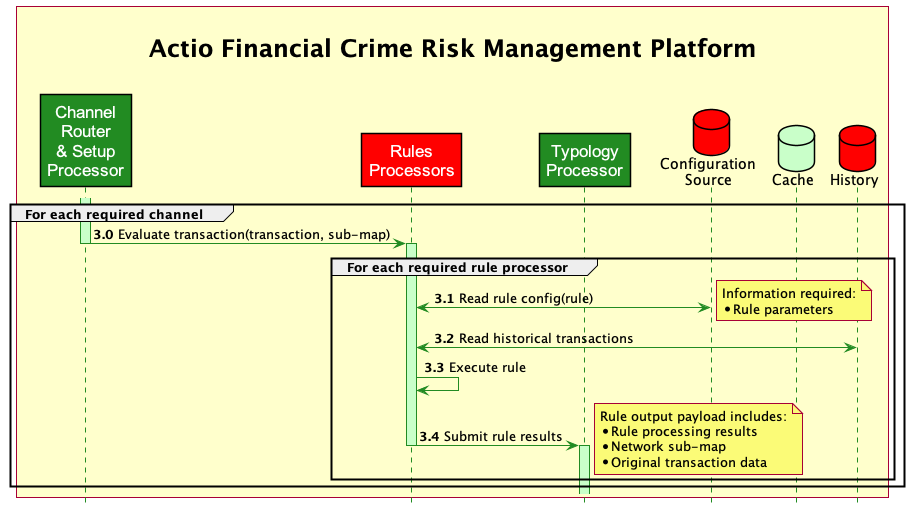 Actio Financial Crime Risk Management Platform
Channel
Router
& Setup
Processor
Rules
Processors
Typology
Processor
Configuration
Source
Cache
History
For each required channel
3.0 Evaluate transaction(transaction, sub-map)
For each required rule processor
3.1 Read rule config(rule)
Information required:
• Rule parameters
3.2 Read historical transactions
3.3 Execute rule
3.4 Submit rule results
Rule output payload includes:
• Rule processing results
• Network sub-map
• Original transaction data